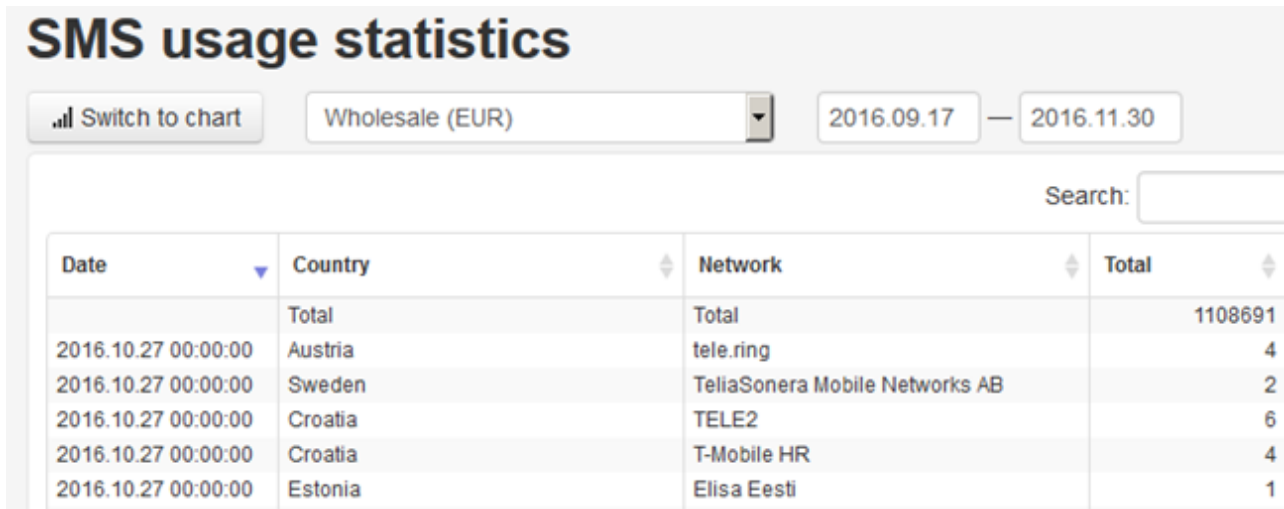 SMS usage statistics
Switch to chart Wholesale (EUR) 2016.09.17 — 2016.11.30
Search:
Date Country Network Total
Total Total 1108691
2016.10.27 00:00:00 Austria tele.ring 4
2016.10.27 00:00:00 Sweden TeliaSonera Mobile Networks AB 2
2016.10.27 00:00:00 Croatia TELE2 6
2016.10.27 00:00:00 Croatia T-Mobile HR 4
2016.10.27 00:00:00 Estonia Elisa Eesti 1